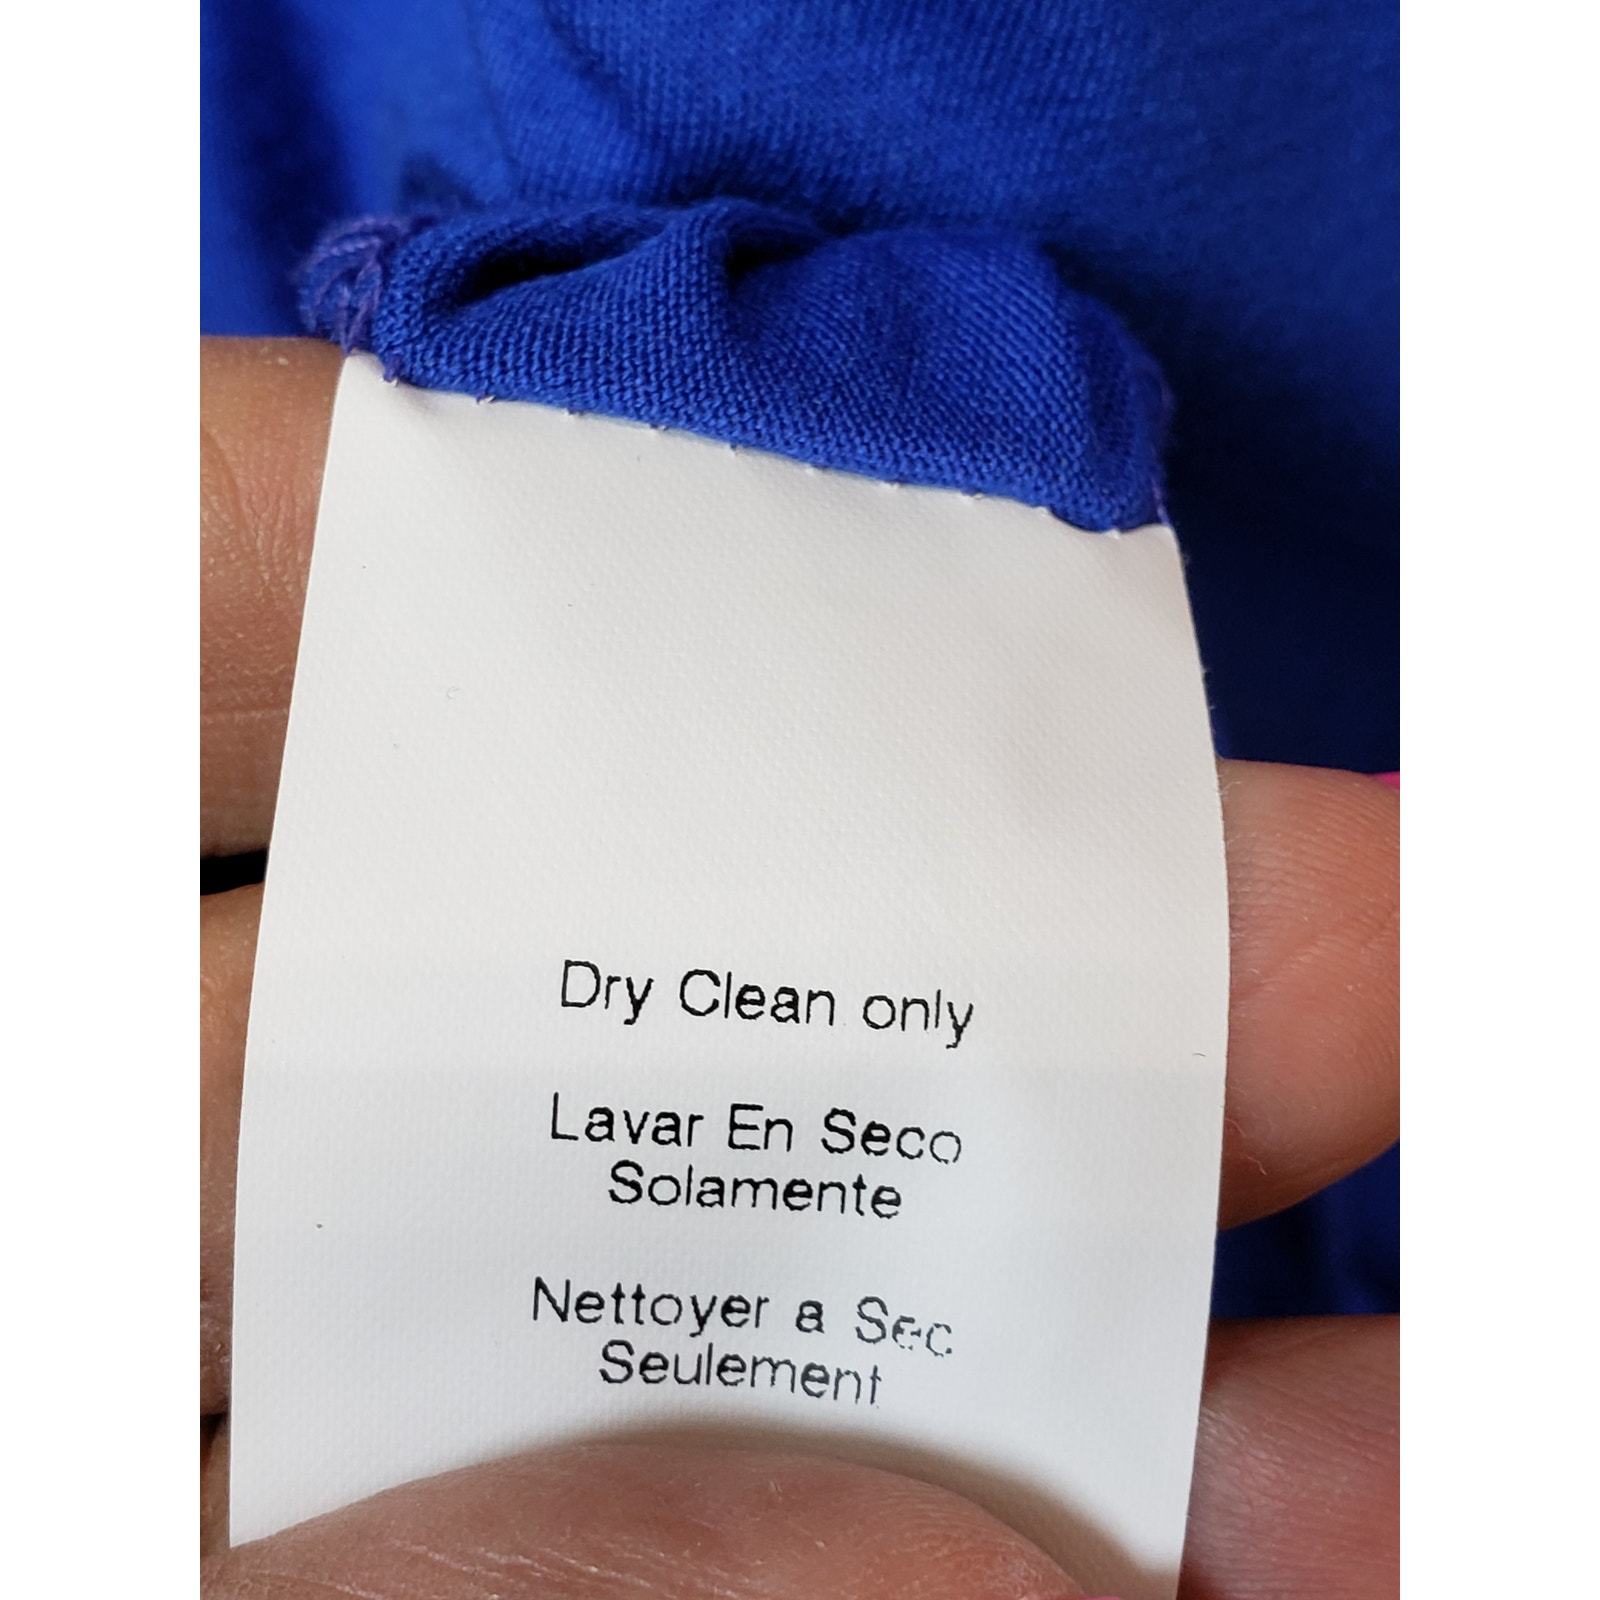 Dry Clean only
Lavar En Seco
Solamente
Nettoyer a Sec
Seulement